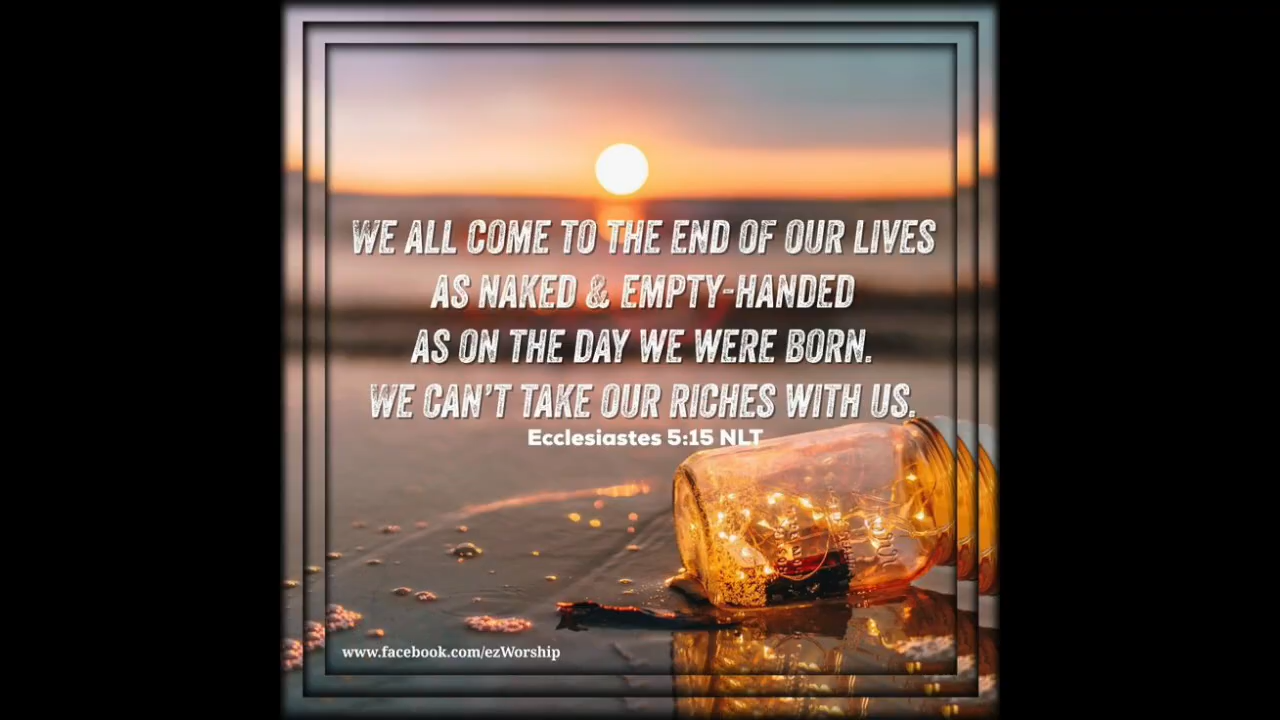 WE ALL COME TO THE END OF OUR LIVES
AS NAKED & EMPTY-HANDED
AS ON THE DAY WE WERE BORN.
WE CAN'T TAKE OUR RICHES WITH US.
Ecclesiastes 5:15 NLT
www.facebook.com/ezWorship